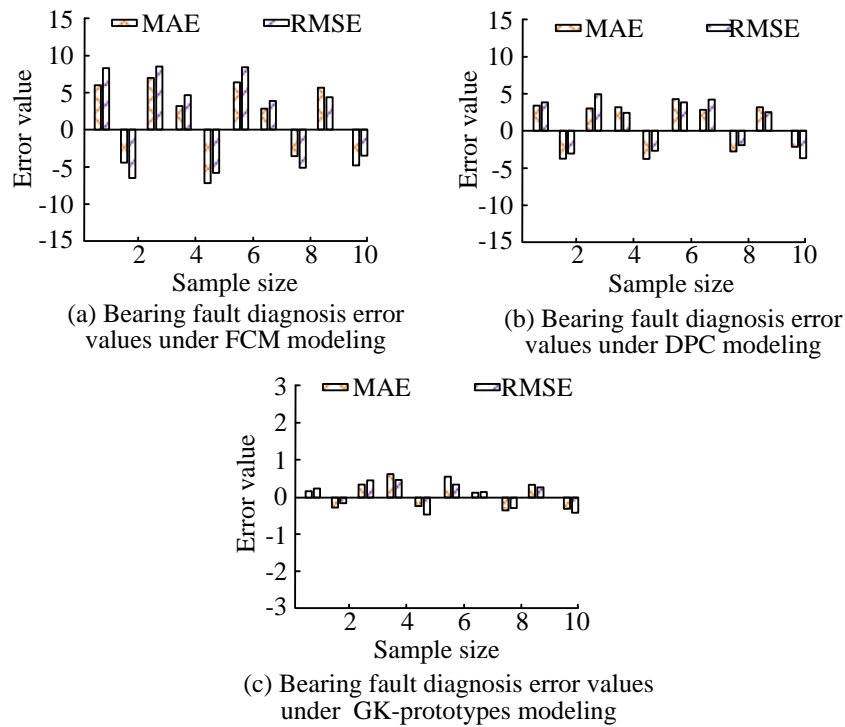 MAE RMSE
15
10
5
0
-5
-10
-15
Error value
2 4 6 8 10
Sample size
(a) Bearing fault diagnosis error
values under FCM modeling
MAE RMSE
15
10
5
0
-5
-10
-15
Error value
2 4 6 8 10
Sample size
(b) Bearing fault diagnosis error
values under DPC modeling
MAE RMSE
3
2
1
0
-1
-2
-3
Error value
2 4 6 8 10
Sample size
(c) Bearing fault diagnosis error values
under GK-prototypes modeling